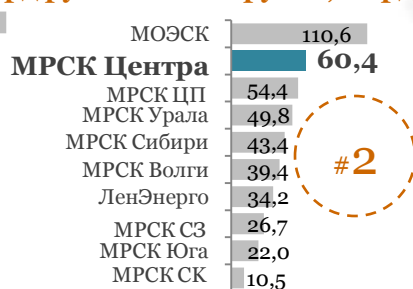 МОЭСК 110,6
МРСК Центра 60,4
МРСК ЦП 54,4
МРСК Урала 49,8
МРСК Сибири 43,4
МРСК Волги 39,4
ЛенЭнерго 34,2
МРСК СЗ 26,7
МРСК Юга 22,0
МРСК СК 10,5
#2